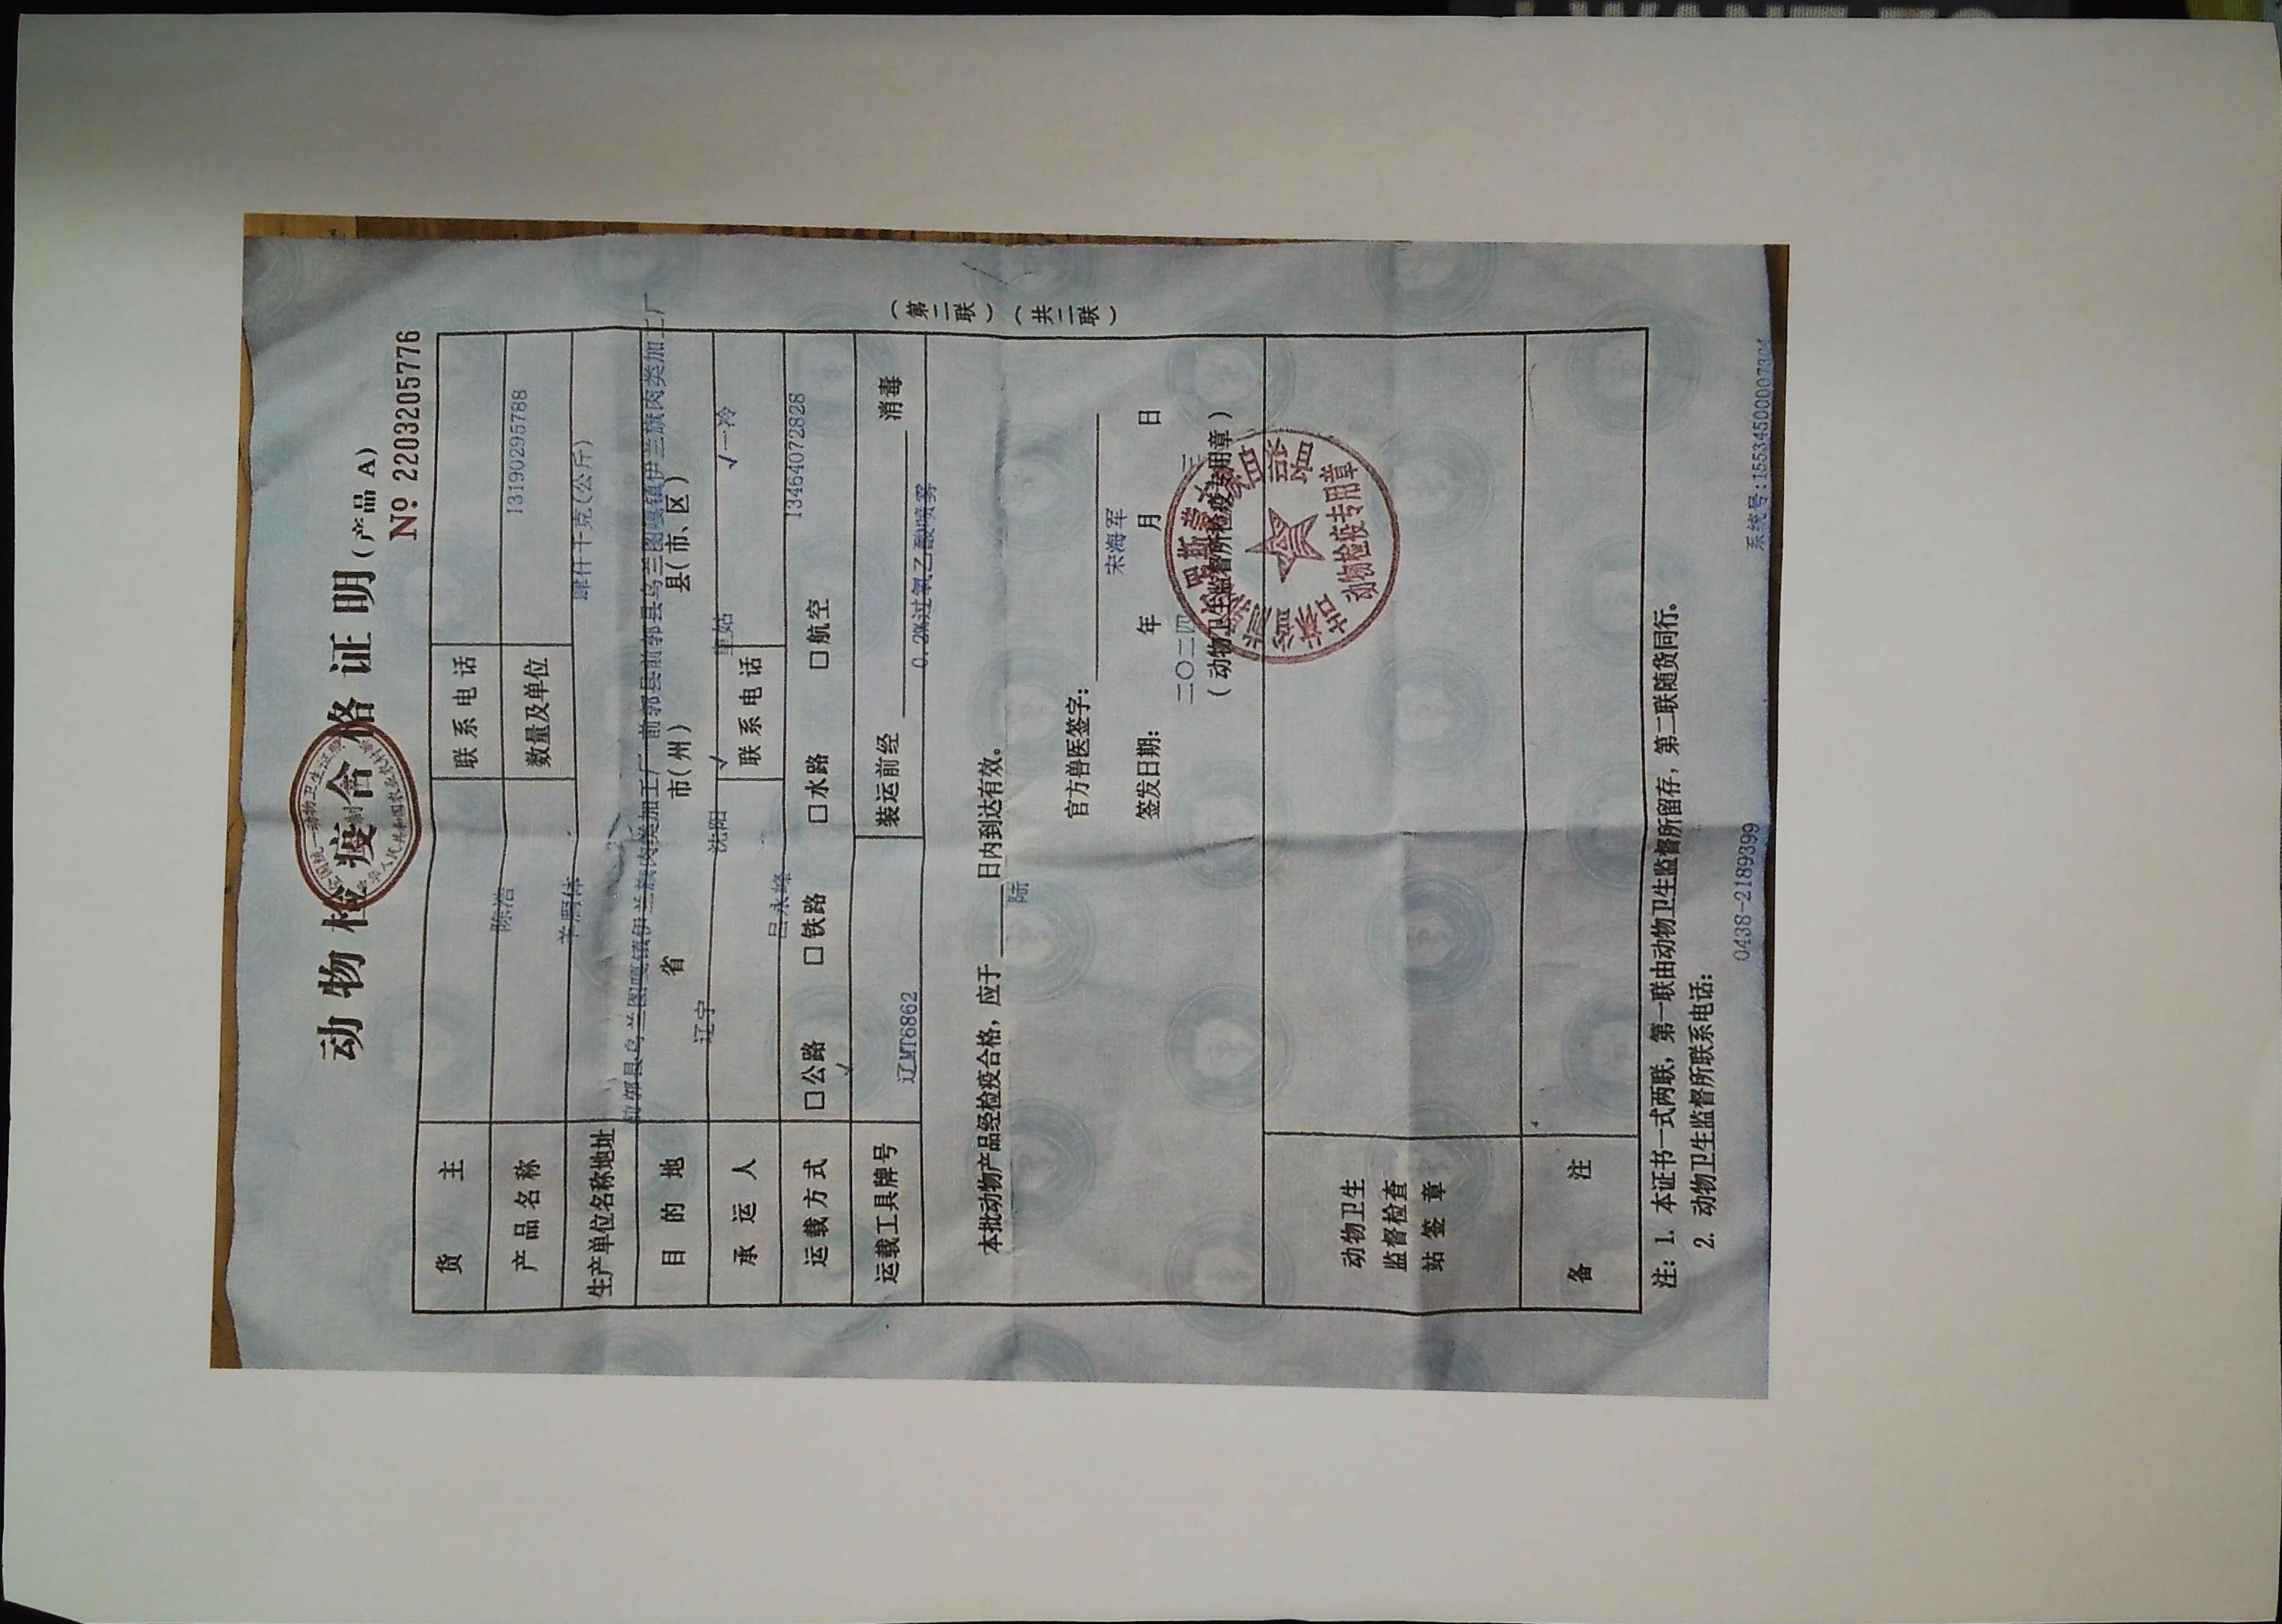 动物检疫合格证明(产品 A)
№ 2203205776
货主 陈浩 联系电话 13190295788
产品名称 羊胴体 数量及单位 肆仟千克(公斤)
生产单位名称地址 前郭县乌兰图嘎镇伊兰旗肉类加工厂 前郭县前郭县乌兰图嘎镇伊兰旗肉类加工厂
目的地 辽宁 省 沈阳 市(州) ✓ 县(市、区) ✓一冷
承运人 吕永峰 联系电话 13464072828
运载方式 □公路 ✓ □铁路 □水路 □航空
运载工具牌号 辽MT6862 装运前经 0.2%过氧乙酸喷雾 消毒
本批动物产品经检疫合格，应于 陆 日内到达有效。
官方兽医签字： 宋海军
签发日期： 二〇二四 年 月 日
(动物卫生监督所检疫专用章)
动物检疫专用章
动物卫生
监督检查
站签章
备注
(第二联)
(共二联)
注：1. 本证书一式两联，第一联由动物卫生监督所留存，第二联随货同行。
2. 动物卫生监督所联系电话： 0438-2189399
系统号:155345000073